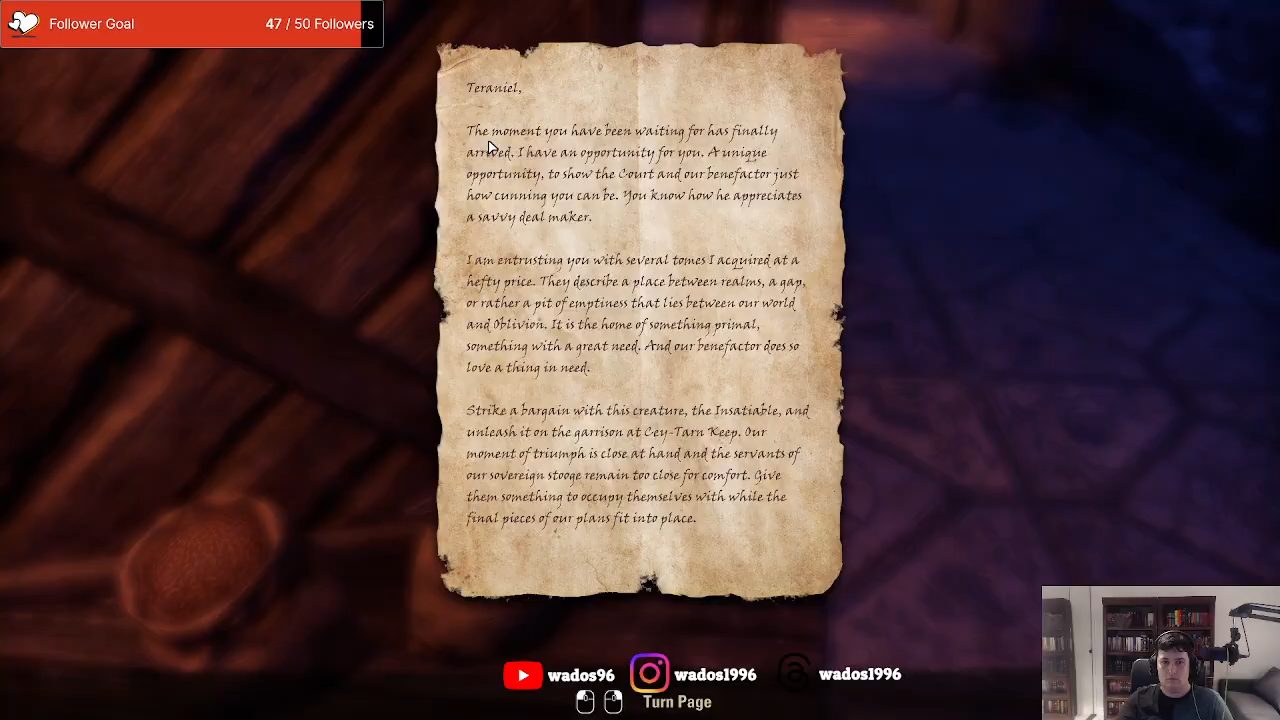 Follower Goal
47 / 50 Followers
Teraniel,
The moment you have been waiting for has finally
arrived. I have an opportunity for you. A unique
opportunity, to show the Court and our benefactor just
how cunning you can be. You know how he appreciates
a savvy deal maker.
I am entrusting you with several tomes I acquired at a
hefty price. They describe a place between realms, a gap,
or rather a pit of emptiness that lies between our world
and Oblivion. It is the home of something primal,
something with a great need. And our benefactor does so
love a thing in need.
Strike a bargain with this creature, the Insatiable, and
unleash it on the garrison at Cey-Tarn Keep. Our
moment of triumph is close at hand and the servants of
our sovereign stooge remain too close for comfort. Give
them something to occupy themselves with while the
final pieces of our plans fit into place.
wados96
wados1996
wados1996
Turn Page